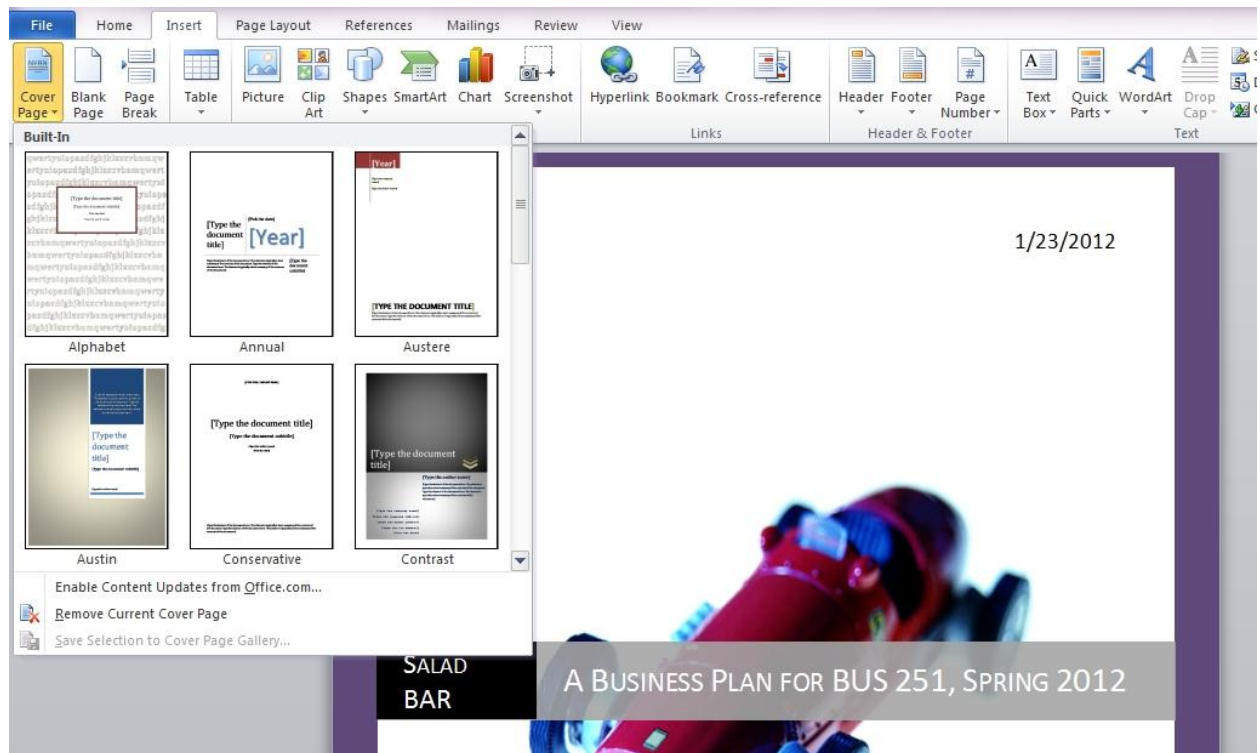 File Home Insert Page Layout References Mailings Review View
Cover Page Blank Page Page Break Table Picture Clip Art Shapes SmartArt Chart Screenshot Hyperlink Bookmark Cross-reference Header Footer Page Number Text Box Quick Parts WordArt Drop Cap
Links Header & Footer Text
Built-In
[Type the document title]
[Type the document title] [Year]
[Year]
[TYPE THE DOCUMENT TITLE]
Alphabet Annual Austere
[Type the document title]
[Type the document title]
[Type the document title]
Austin Conservative Contrast
Enable Content Updates from Office.com...
Remove Current Cover Page
Save Selection to Cover Page Gallery...
1/23/2012
SALAD
BAR
A BUSINESS PLAN FOR BUS 251, SPRING 2012